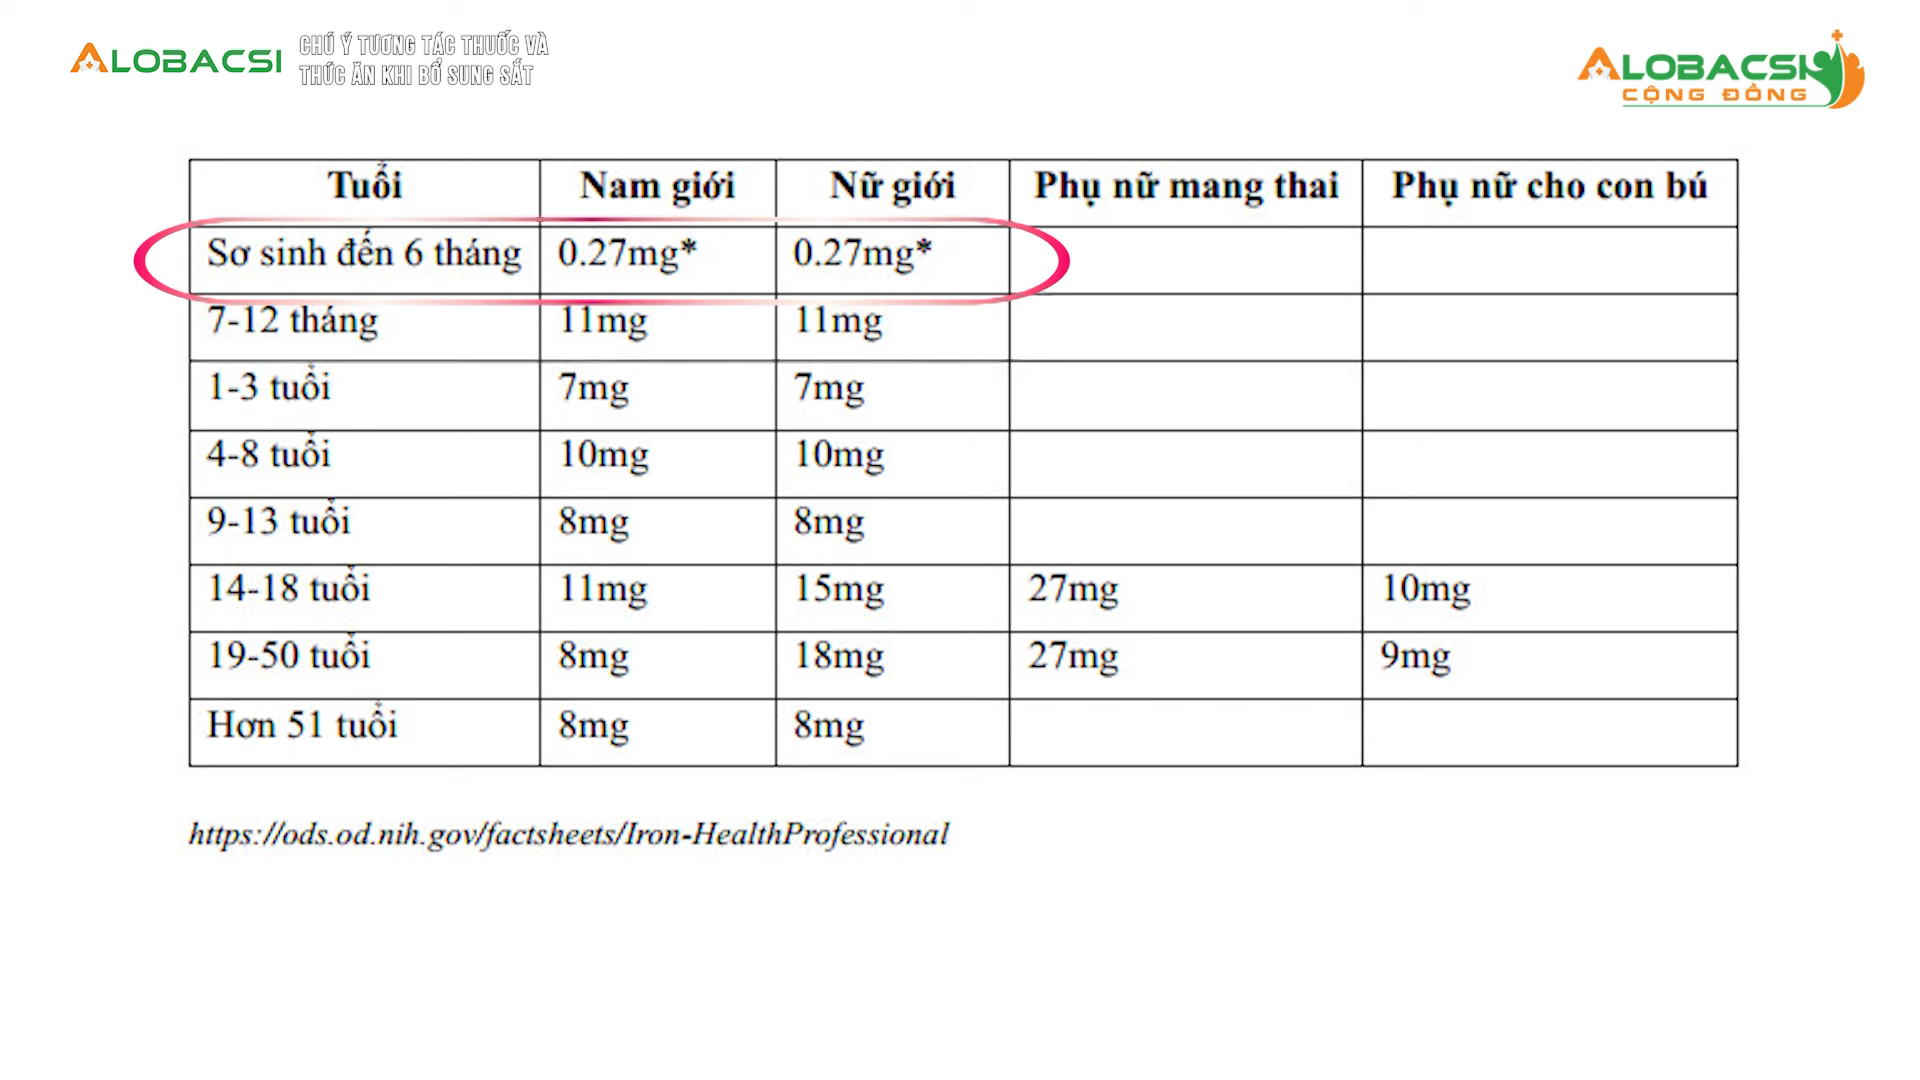 ALOBACSI CHÚ Ý TƯƠNG TÁC THUỐC VÀ
THỨC ĂN KHI BỔ SUNG SẮT
ALOBACSI
CỘNG ĐỒNG
Tuổi Nam giới Nữ giới Phụ nữ mang thai Phụ nữ cho con bú
Sơ sinh đến 6 tháng 0.27mg* 0.27mg*
7-12 tháng 11mg 11mg
1-3 tuổi 7mg 7mg
4-8 tuổi 10mg 10mg
9-13 tuổi 8mg 8mg
14-18 tuổi 11mg 15mg 27mg 10mg
19-50 tuổi 8mg 18mg 27mg 9mg
Hơn 51 tuổi 8mg 8mg
https://ods.od.nih.gov/factsheets/Iron-HealthProfessional